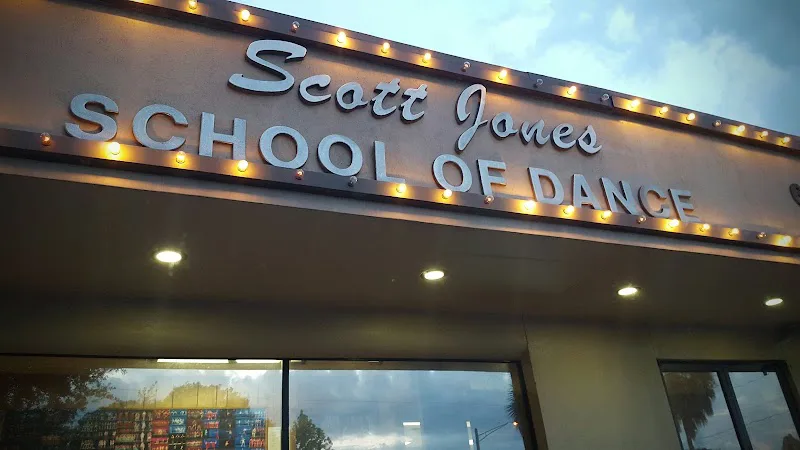 Scott Jones
SCHOOL OF DANCE